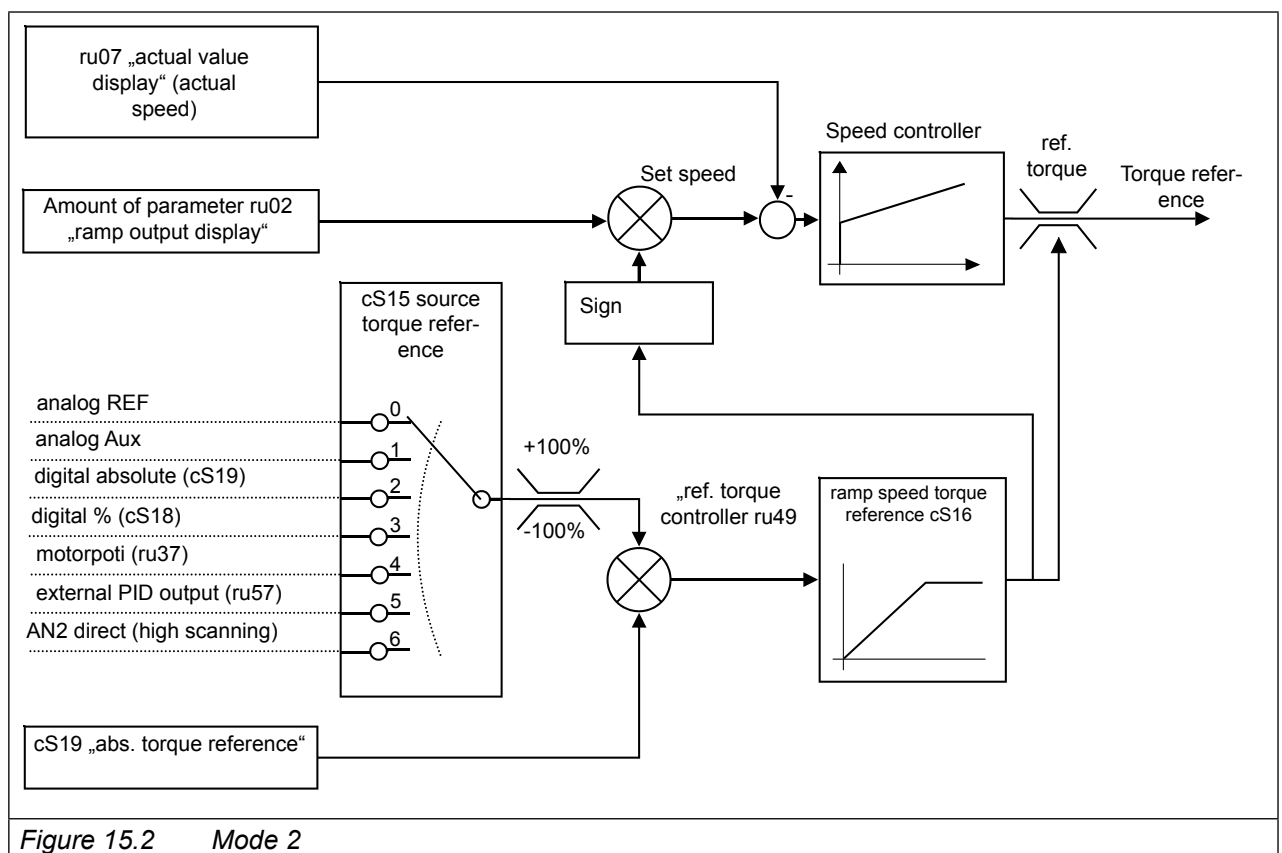 ru07 „actual value
display“ (actual
speed)
Speed controller
ref.
torque
Torque refer-
ence
Set speed
-
Amount of parameter ru02
„ramp output display“
cS15 source
torque refer-
ence
Sign
analog REF
0
analog Aux
1
+100%
digital absolute (cS19)
2
„ref. torque
controller ru49
ramp speed torque
reference cS16
digital % (cS18)
3
-100%
motorpoti (ru37)
4
external PID output (ru57)
5
AN2 direct (high scanning)
6
cS19 „abs. torque reference“
Figure 15.2 Mode 2